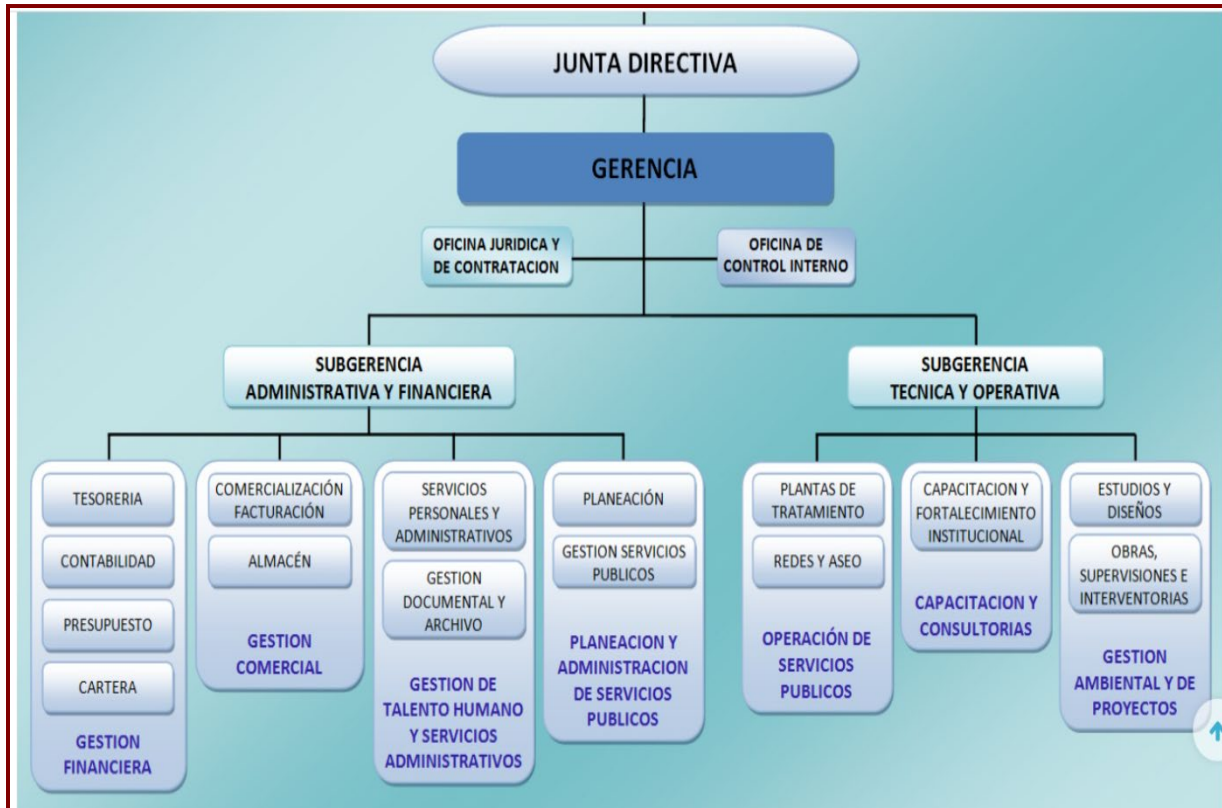 JUNTA DIRECTIVA
GERENCIA
OFICINA JURIDICA Y
DE CONTRATACION
OFICINA DE
CONTROL INTERNO
SUBGERENCIA
ADMINISTRATIVA Y FINANCIERA
SUBGERENCIA
TECNICA Y OPERATIVA
TESORERIA
CONTABILIDAD
PRESUPUESTO
CARTERA
GESTION
FINANCIERA
COMERCIALIZACIÓN
FACTURACIÓN
ALMACÉN
GESTION
COMERCIAL
SERVICIOS
PERSONALES Y
ADMINISTRATIVOS
GESTION
DOCUMENTAL Y
ARCHIVO
GESTION DE
TALENTO HUMANO
Y SERVICIOS
ADMINISTRATIVOS
PLANEACIÓN
GESTION SERVICIOS
PUBLICOS
PLANEACION Y
ADMINISTRACION
DE SERVICIOS
PUBLICOS
PLANTAS DE
TRATAMIENTO
REDES Y ASEO
OPERACIÓN DE
SERVICIOS
PUBLICOS
CAPACITACION Y
FORTALECIMIENTO
INSTITUCIONAL
CAPACITACION Y
CONSULTORIAS
ESTUDIOS Y
DISEÑOS
OBRAS,
SUPERVISIONES E
INTERVENTORIAS
GESTION
AMBIENTAL Y DE
PROYECTOS